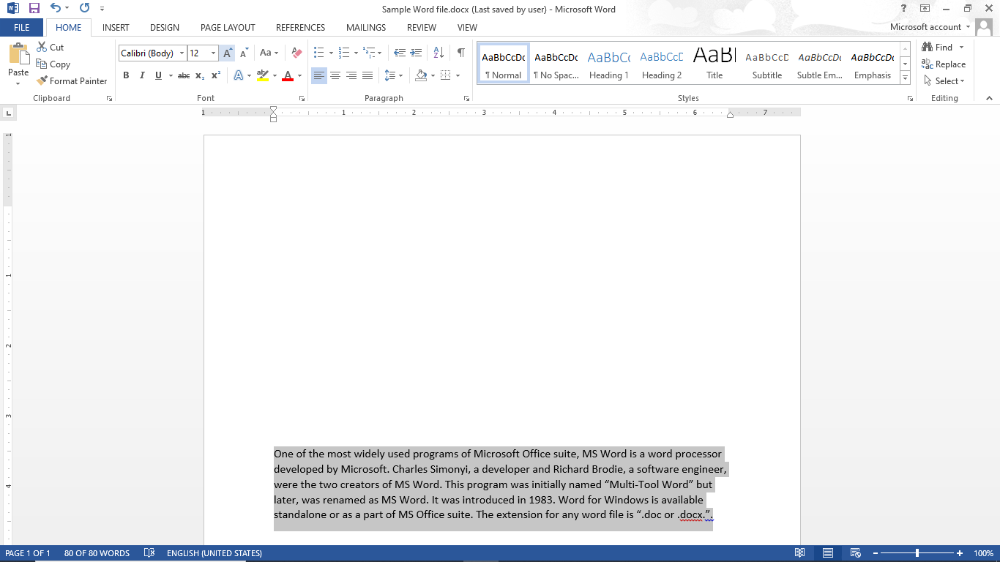 Sample Word file.docx (Last saved by user) - Microsoft Word
?
FILE HOME INSERT DESIGN PAGE LAYOUT REFERENCES MAILINGS REVIEW VIEW
Microsoft account
Paste
Cut
Copy
Format Painter
Clipboard
Calibri (Body) 12
Aa
B I U abc x₂ x²
Font
Paragraph
AaBbCcDc AaBbCcDc AaBbCc AaBbCcD AaBl AaBbCcD AaBbCcDc AaBbCcDc
¶ Normal ¶ No Spac... Heading 1 Heading 2 Title Subtitle Subtle Em... Emphasis
Styles
Find
Replace
Select
Editing
1 1 2 3 4 5 6 7
1
1
2
3
4
One of the most widely used programs of Microsoft Office suite, MS Word is a word processor
developed by Microsoft. Charles Simonyi, a developer and Richard Brodie, a software engineer,
were the two creators of MS Word. This program was initially named “Multi-Tool Word” but
later, was renamed as MS Word. It was introduced in 1983. Word for Windows is available
standalone or as a part of MS Office suite. The extension for any word file is “.doc or .docx.”.
PAGE 1 OF 1 80 OF 80 WORDS ENGLISH (UNITED STATES) 100%